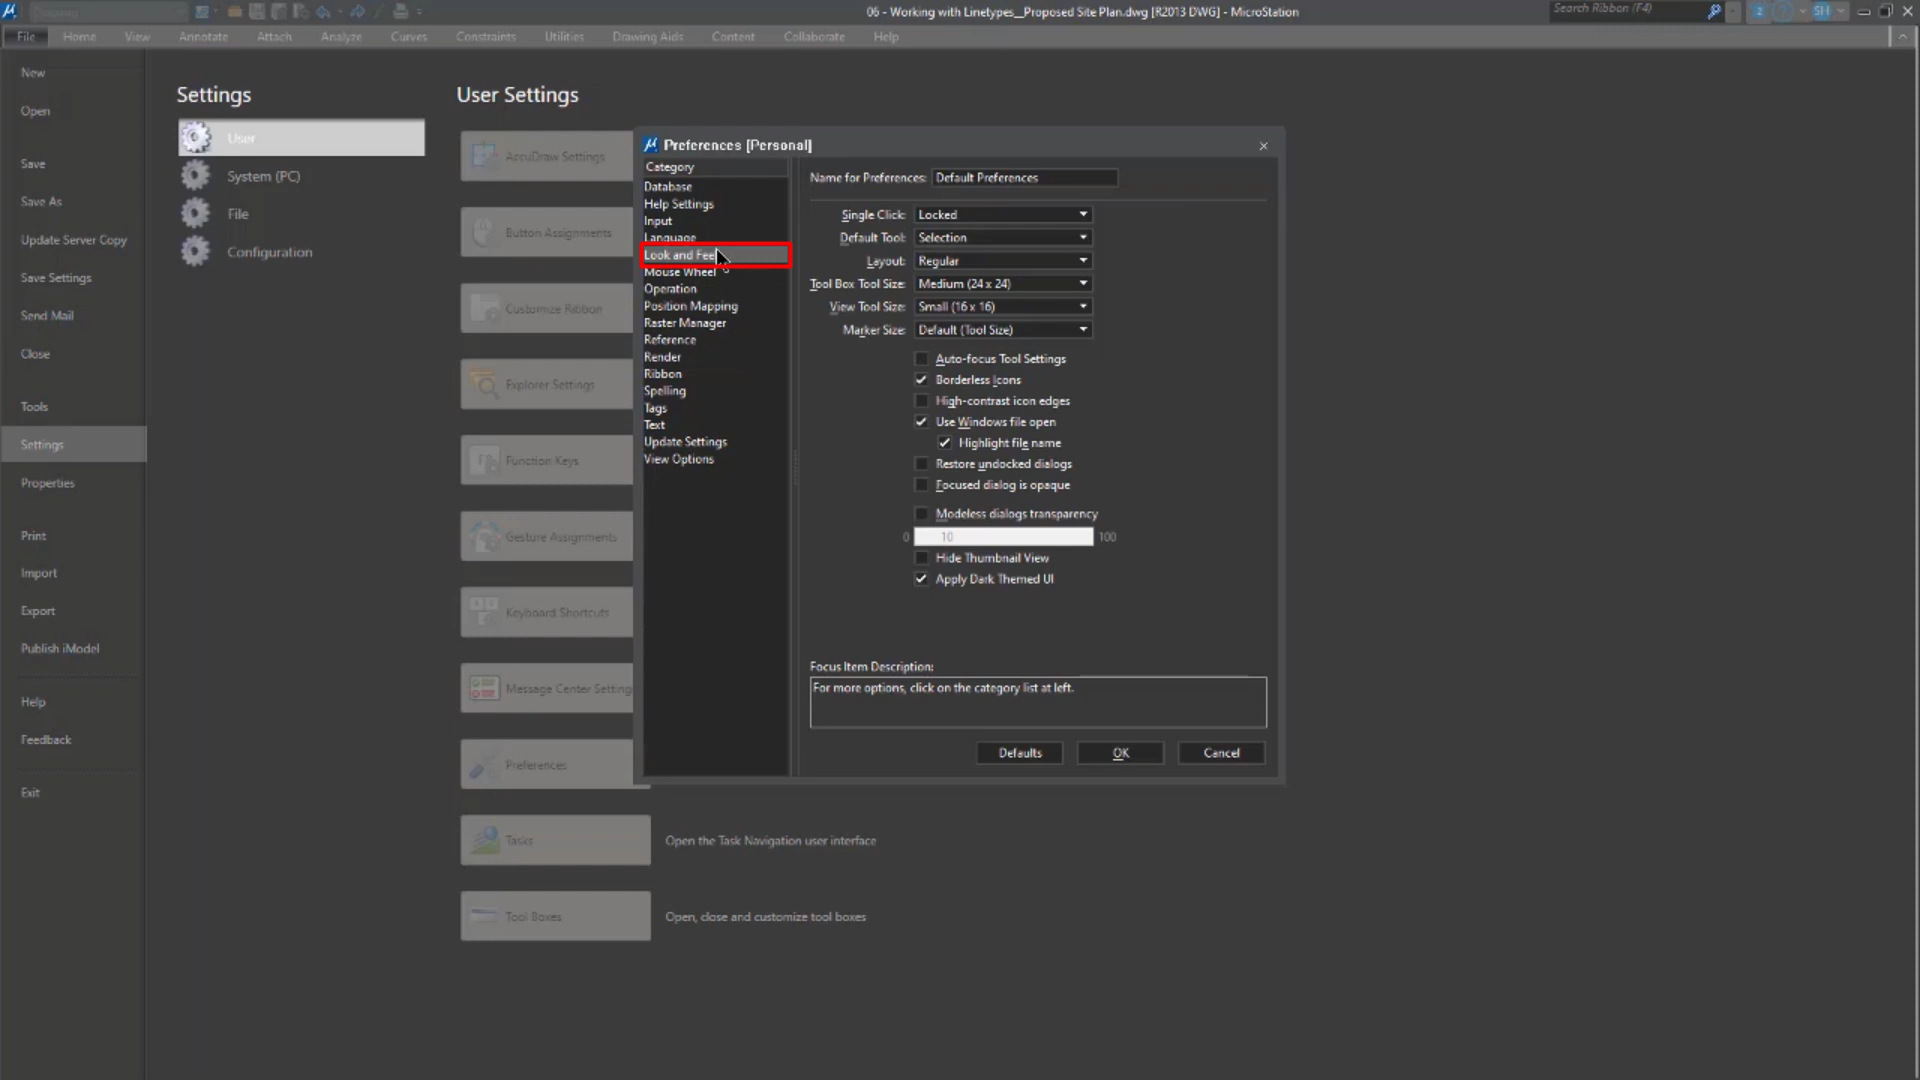 06 - Working with Linetypes__Proposed Site Plan.dwg [R2013 DWG] - MicroStation
Search Ribbon (F4)
SH
File
Home
View
Annotate
Attach
Analyze
Curves
Constraints
Utilities
Drawing Aids
Content
Collaborate
Help
New
Open
Save
Save As
Update Server Copy
Save Settings
Send Mail
Close
Tools
Settings
Properties
Print
Import
Export
Publish iModel
Help
Feedback
Exit
Settings
User
System (PC)
File
Configuration
User Settings
AccuDraw Settings
Button Assignments
Customize Ribbon
Explorer Settings
Function Keys
Gesture Assignments
Keyboard Shortcuts
Message Center Setting
Preferences
Tasks
Open the Task Navigation user interface
Tool Boxes
Open, close and customize tool boxes
Preferences [Personal]
Category
Database
Help Settings
Input
Language
Look and Fee
Mouse Wheel
Operation
Position Mapping
Raster Manager
Reference
Render
Ribbon
Spelling
Tags
Text
Update Settings
View Options
Name for Preferences: Default Preferences
Single Click: Locked
Default Tool: Selection
Layout: Regular
Tool Box Tool Size: Medium (24 x 24)
View Tool Size: Small (16 x 16)
Marker Size: Default (Tool Size)
Auto-focus Tool Settings
Borderless Icons
High-contrast icon edges
Use Windows file open
Highlight file name
Restore undocked dialogs
Focused dialog is opaque
Modeless dialogs transparency
0 10 100
Hide Thumbnail View
Apply Dark Themed UI
Focus Item Description:
For more options, click on the category list at left.
Defaults
OK
Cancel